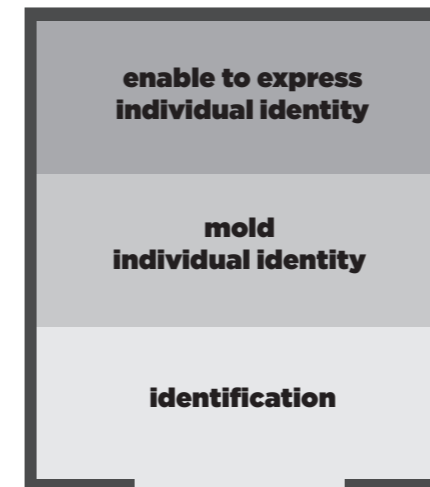 enable to express
individual identity
mold
individual identity
identification